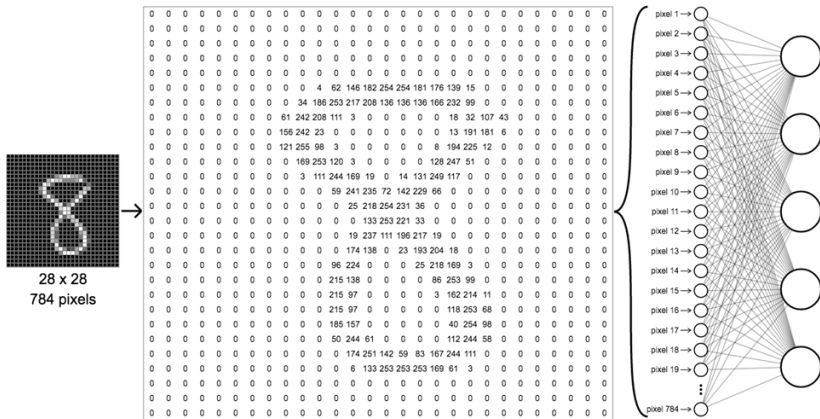 28 x 28
784 pixels
0 0 0 0 0 0 0 0 0 0 0 0 0 0 0 0 0 0 0 0 0 0 0 0 0 0 0 0
0 0 0 0 0 0 0 0 0 0 0 0 0 0 0 0 0 0 0 0 0 0 0 0 0 0 0 0
0 0 0 0 0 0 0 0 0 0 0 0 0 0 0 0 0 0 0 0 0 0 0 0 0 0 0 0
0 0 0 0 0 0 0 0 0 0 0 0 0 0 0 0 0 0 0 0 0 0 0 0 0 0 0 0
0 0 0 0 0 0 0 0 0 0 0 0 0 0 0 0 0 0 0 0 0 0 0 0 0 0 0 0
0 0 0 0 0 0 0 0 0 0 4 62 146 182 254 254 181 176 139 15 0 0 0 0 0 0 0 0
0 0 0 0 0 0 0 0 0 34 186 253 217 208 136 136 136 166 232 99 0 0 0 0 0 0 0 0
0 0 0 0 0 0 0 0 61 242 208 111 3 0 0 0 0 0 18 32 107 43 0 0 0 0 0 0
0 0 0 0 0 0 0 0 156 242 23 0 0 0 0 0 0 0 13 191 181 6 0 0 0 0 0 0
0 0 0 0 0 0 0 0 121 255 98 3 0 0 0 0 0 8 194 225 12 0 0 0 0 0 0 0
0 0 0 0 0 0 0 0 0 169 253 120 3 0 0 0 0 128 247 51 0 0 0 0 0 0 0 0
0 0 0 0 0 0 0 0 0 3 111 244 169 19 0 14 131 249 117 0 0 0 0 0 0 0 0 0
0 0 0 0 0 0 0 0 0 0 0 59 241 235 72 142 229 66 0 0 0 0 0 0 0 0 0 0
0 0 0 0 0 0 0 0 0 0 0 0 25 218 254 231 36 0 0 0 0 0 0 0 0 0 0 0
0 0 0 0 0 0 0 0 0 0 0 0 0 133 253 221 33 0 0 0 0 0 0 0 0 0 0 0
0 0 0 0 0 0 0 0 0 0 0 0 19 237 111 196 217 19 0 0 0 0 0 0 0 0 0 0
0 0 0 0 0 0 0 0 0 0 0 0 174 138 0 23 193 204 18 0 0 0 0 0 0 0 0 0
0 0 0 0 0 0 0 0 0 0 0 96 224 0 0 0 25 218 169 3 0 0 0 0 0 0 0 0
0 0 0 0 0 0 0 0 0 0 0 215 138 0 0 0 0 86 253 99 0 0 0 0 0 0 0 0
0 0 0 0 0 0 0 0 0 0 0 215 97 0 0 0 0 3 162 214 11 0 0 0 0 0 0 0
0 0 0 0 0 0 0 0 0 0 0 215 97 0 0 0 0 0 118 253 68 0 0 0 0 0 0 0
0 0 0 0 0 0 0 0 0 0 0 185 157 0 0 0 0 0 40 254 98 0 0 0 0 0 0 0
0 0 0 0 0 0 0 0 0 0 0 50 244 61 0 0 0 0 112 244 58 0 0 0 0 0 0 0
0 0 0 0 0 0 0 0 0 0 0 0 174 251 142 59 83 167 244 111 0 0 0 0 0 0 0 0
0 0 0 0 0 0 0 0 0 0 0 0 6 133 253 253 253 169 61 3 0 0 0 0 0 0 0 0
0 0 0 0 0 0 0 0 0 0 0 0 0 0 0 0 0 0 0 0 0 0 0 0 0 0 0 0
0 0 0 0 0 0 0 0 0 0 0 0 0 0 0 0 0 0 0 0 0 0 0 0 0 0 0 0
0 0 0 0 0 0 0 0 0 0 0 0 0 0 0 0 0 0 0 0 0 0 0 0 0 0 0 0
pixel 1
pixel 2
pixel 3
pixel 4
pixel 5
pixel 6
pixel 7
pixel 8
pixel 9
pixel 10
pixel 11
pixel 12
pixel 13
pixel 14
pixel 15
pixel 16
pixel 17
pixel 18
pixel 19
pixel 784